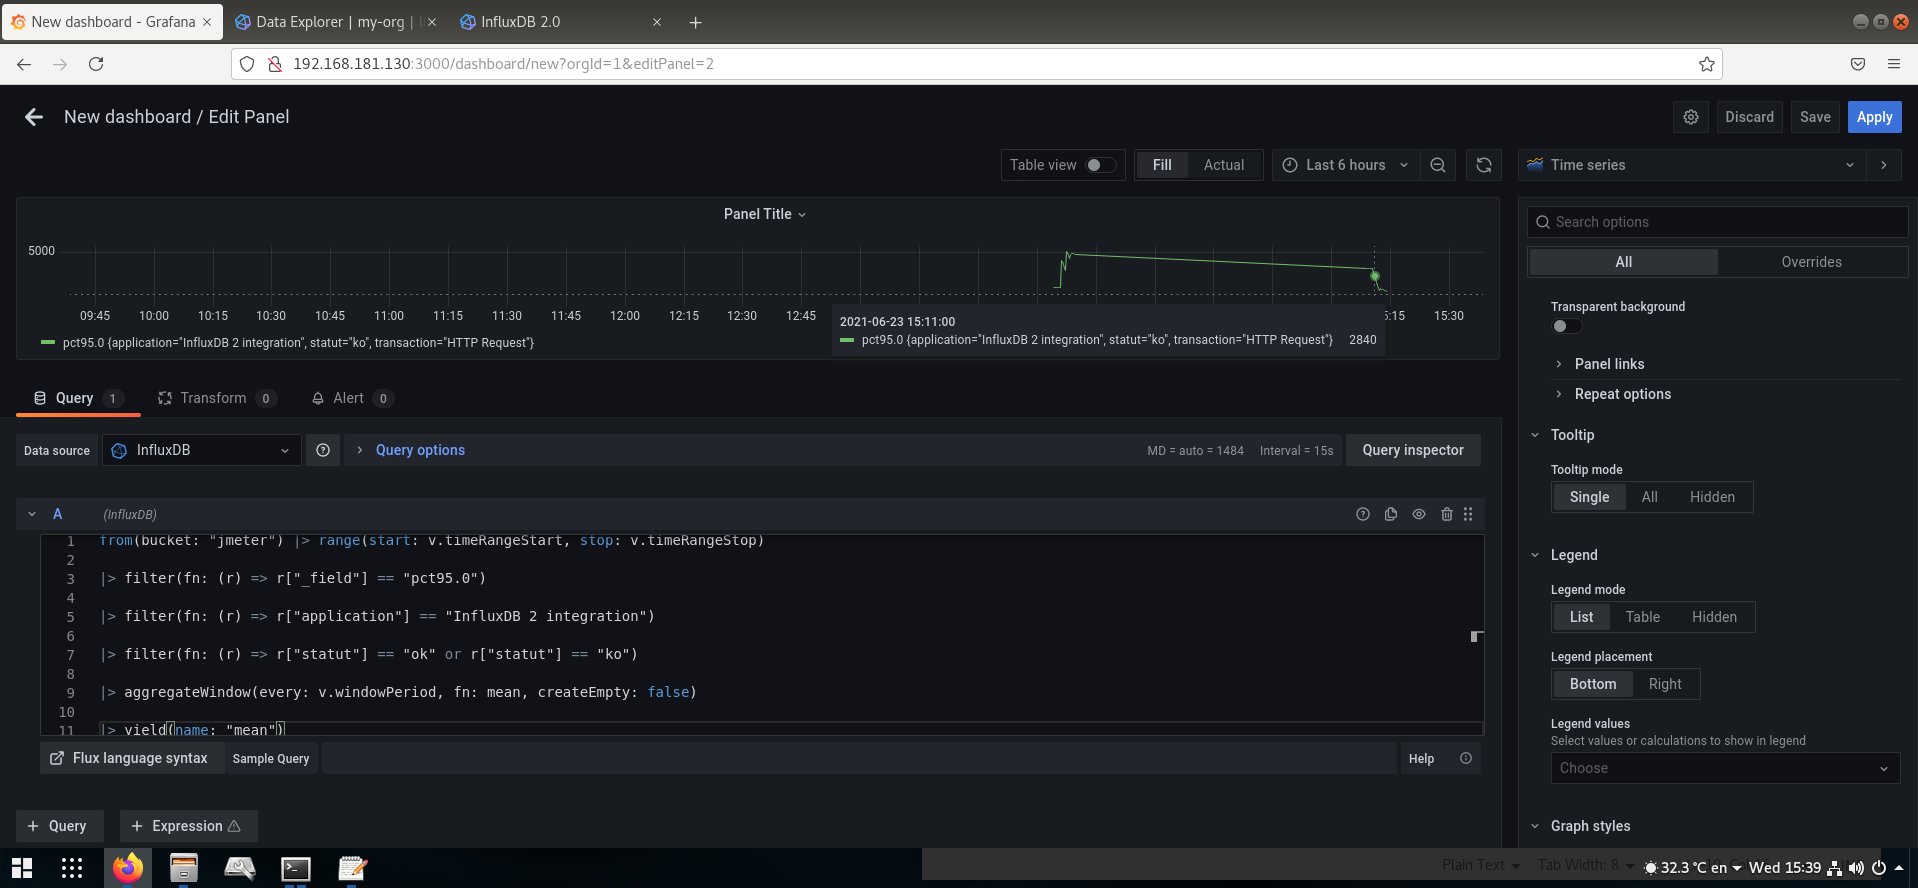 New dashboard - Grafana
Data Explorer | my-org |
InfluxDB 2.0
192.168.181.130:3000/dashboard/new?orgId=1&editPanel=2
New dashboard / Edit Panel
Discard
Save
Apply
Table view
Fill
Actual
Last 6 hours
Time series
Panel Title
Search options
All
Overrides
5000
09:45 10:00 10:15 10:30 10:45 11:00 11:15 11:30 11:45 12:00 12:15 12:30 12:45 5:15 15:30
2021-06-23 15:11:00
pct95.0 {application="InfluxDB 2 integration", statut="ko", transaction="HTTP Request"} 2840
pct95.0 {application="InfluxDB 2 integration", statut="ko", transaction="HTTP Request"}
Transparent background
Panel links
Repeat options
Query 1
Transform 0
Alert 0
Tooltip
Tooltip mode
Single All Hidden
Data source
InfluxDB
Query options
MD = auto = 1484
Interval = 15s
Query inspector
A
(InfluxDB)
1 from(bucket: "jmeter") |> range(start: v.timeRangeStart, stop: v.timeRangeStop)
2
3 |> filter(fn: (r) => r["_field"] == "pct95.0")
4
5 |> filter(fn: (r) => r["application"] == "InfluxDB 2 integration")
6
7 |> filter(fn: (r) => r["statut"] == "ok" or r["statut"] == "ko")
8
9 |> aggregateWindow(every: v.windowPeriod, fn: mean, createEmpty: false)
10
11 |> yield(name: "mean")
Legend
Legend mode
List Table Hidden
Legend placement
Bottom Right
Legend values
Select values or calculations to show in legend
Choose
Flux language syntax
Sample Query
Help
+ Query
+ Expression
Graph styles
Plain Text
Tab Width: 8
32.3 °C en
Wed 15:39